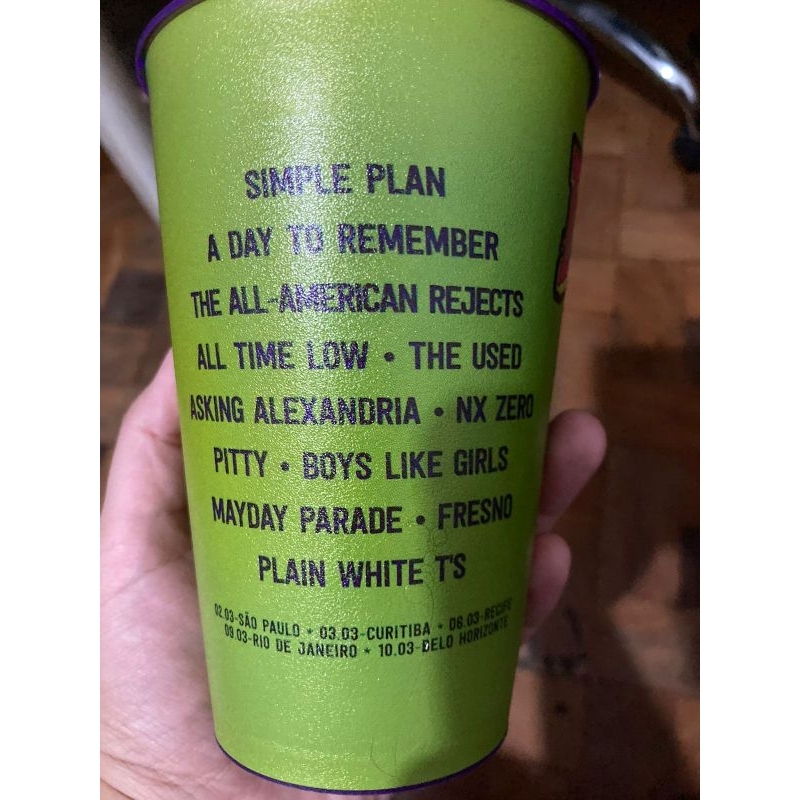 SIMPLE PLAN
A DAY TO REMEMBER
THE ALL-AMERICAN REJECTS
ALL TIME LOW • THE USED
ASKING ALEXANDRIA • NX ZERO
PITTY • BOYS LIKE GIRLS
MAYDAY PARADE • FRESNO
PLAIN WHITE T'S
02.03-SÃO PAULO * 03.03-CURITIBA * 06.03-RECIFE
09.03-RIO DE JANEIRO * 10.03-BELO HORIZONTE